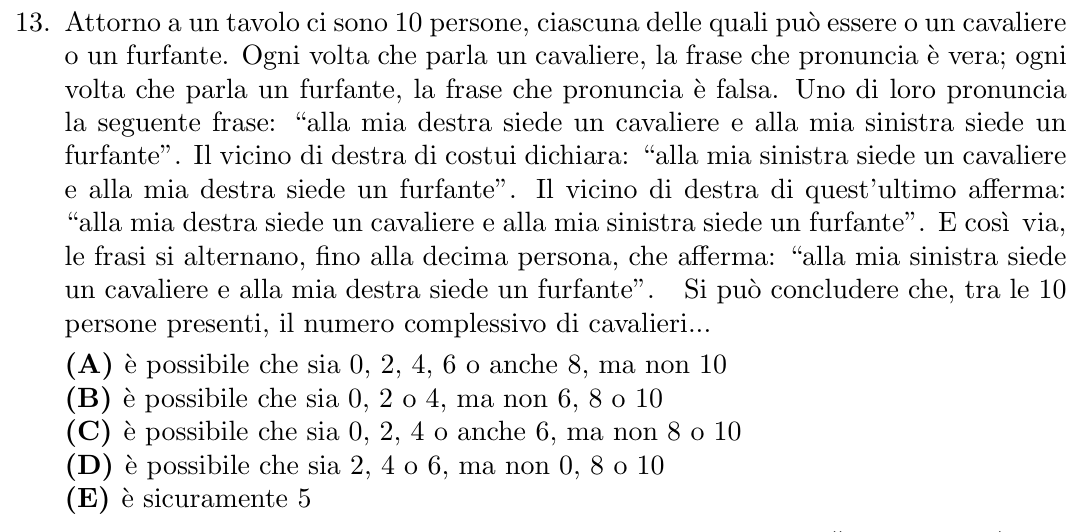 13. Attorno a un tavolo ci sono 10 persone, ciascuna delle quali può essere o un cavaliere
o un furfante. Ogni volta che parla un cavaliere, la frase che pronuncia è vera; ogni
volta che parla un furfante, la frase che pronuncia è falsa. Uno di loro pronuncia
la seguente frase: “alla mia destra siede un cavaliere e alla mia sinistra siede un
furfante”. Il vicino di destra di costui dichiara: “alla mia sinistra siede un cavaliere
e alla mia destra siede un furfante”. Il vicino di destra di quest’ultimo afferma:
“alla mia destra siede un cavaliere e alla mia sinistra siede un furfante”. E così via,
le frasi si alternano, fino alla decima persona, che afferma: “alla mia sinistra siede
un cavaliere e alla mia destra siede un furfante”. Si può concludere che, tra le 10
persone presenti, il numero complessivo di cavalieri...
(A) è possibile che sia 0, 2, 4, 6 o anche 8, ma non 10
(B) è possibile che sia 0, 2 o 4, ma non 6, 8 o 10
(C) è possibile che sia 0, 2, 4 o anche 6, ma non 8 o 10
(D) è possibile che sia 2, 4 o 6, ma non 0, 8 o 10
(E) è sicuramente 5